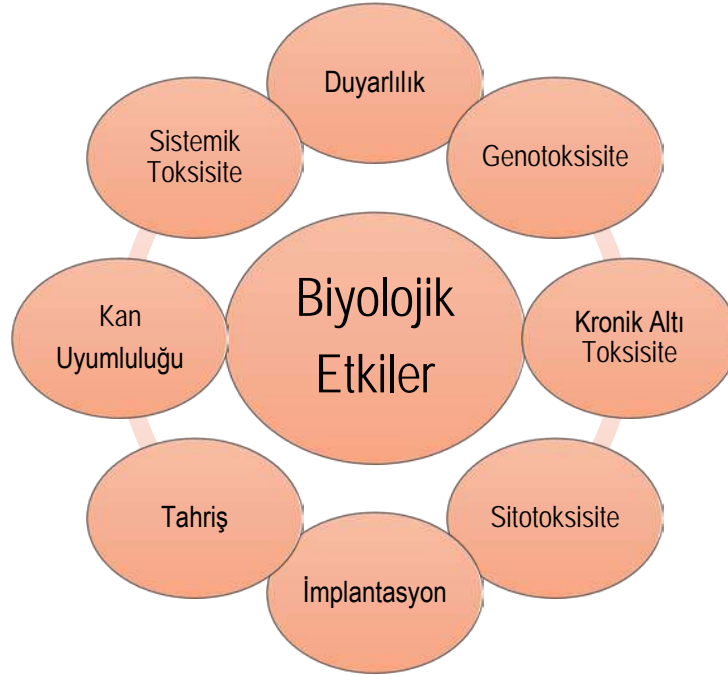 Duyarlılık
Sistemik
Toksisite
Genotoksisite
Biyolojik
Etkiler
Kan
Uyumluluğu
Kronik Altı
Toksisite
Tahriş
Sitotoksisite
İmplantasyon